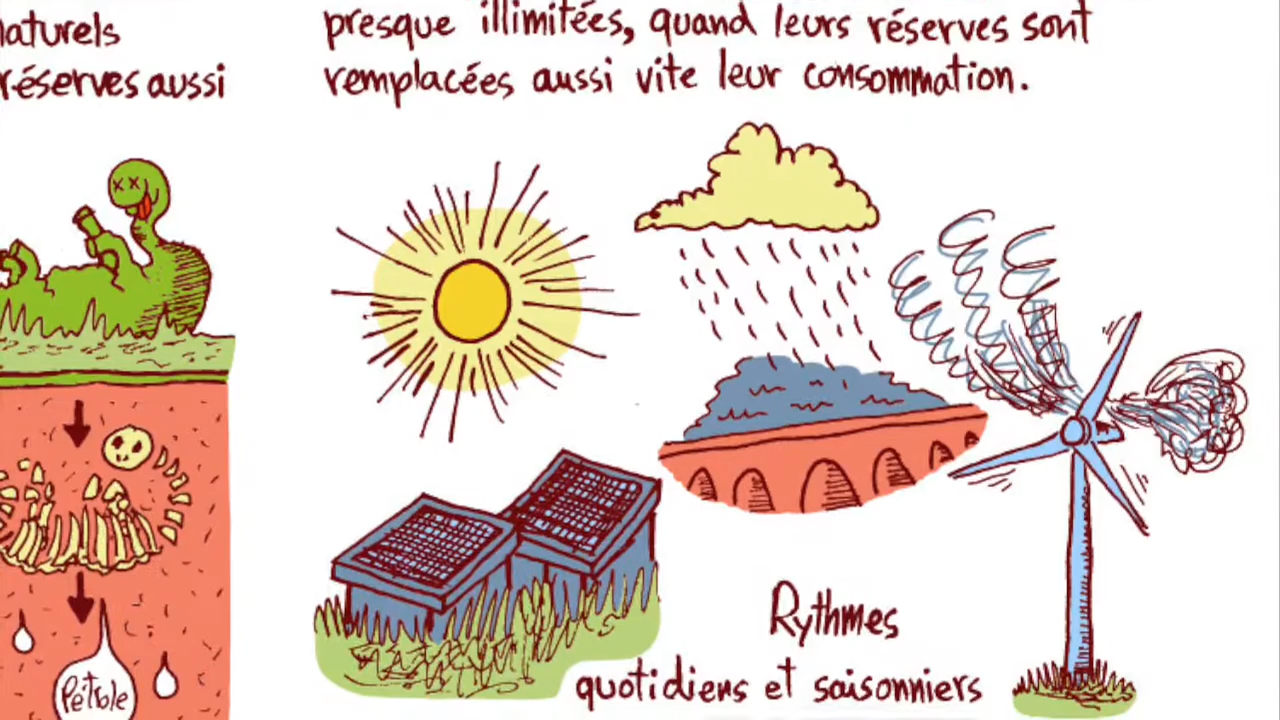 naturels
réserves aussi
presque illimitées, quand leurs réserves sont
remplacées aussi vite leur consommation.
Pétrole
Rythmes
quotidiens et saisonniers